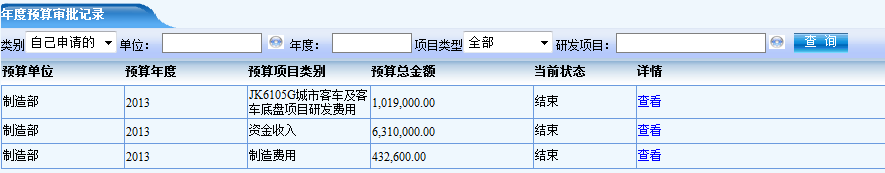 年度预算审批记录
类别 自己申请的 单位: 年度: 项目类型 全部 研发项目: 查 询
预算单位 预算年度 预算项目类别 预算总金额 当前状态 详情
制造部 2013 JK6105G城市客车及客 1,019,000.00 结束 查看
车底盘项目研发费用
制造部 2013 资金收入 6,310,000.00 结束 查看
制造部 2013 制造费用 432,600.00 结束 查看